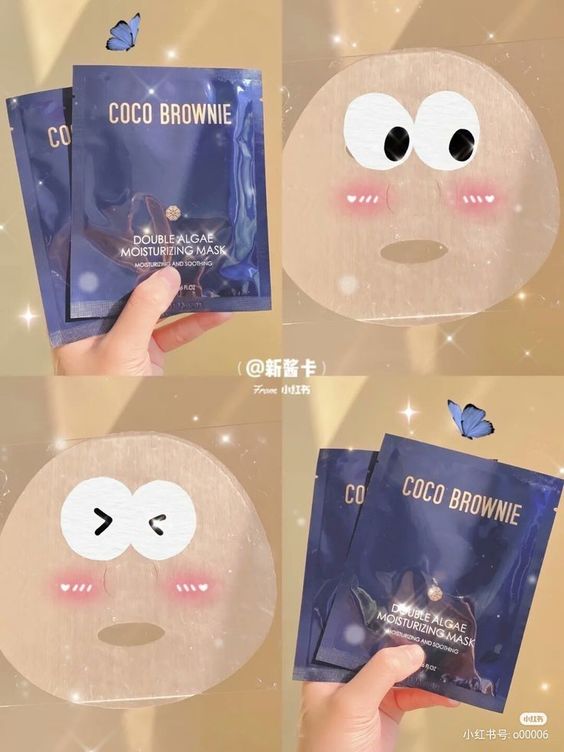 CO
COCO BROWNIE
DOUBLE ALGAE
MOISTURIZING MASK
MOISTURIZING AND SOOTHING
FL.OZ
(@新酱卡)
From 小红书
CO
COCO BROWNIE
DOUBLE ALGAE
MOISTURIZING MASK
MOISTURIZING AND SOOTHING
FL.OZ
小红书
小红书号: o00006